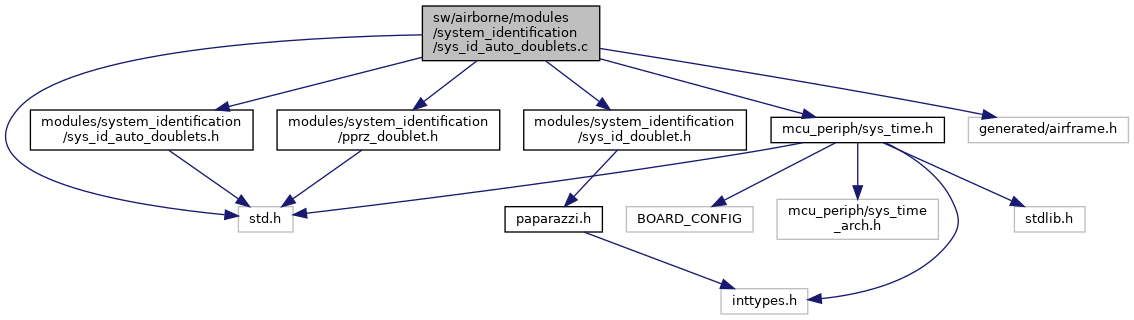 sw/airborne/modules
/system_identification
/sys_id_auto_doublets.c
modules/system_identification
/sys_id_auto_doublets.h
modules/system_identification
/pprz_doublet.h
modules/system_identification
/sys_id_doublet.h
mcu_periph/sys_time.h
generated/airframe.h
std.h
paparazzi.h
BOARD_CONFIG
mcu_periph/sys_time
_arch.h
stdlib.h
inttypes.h